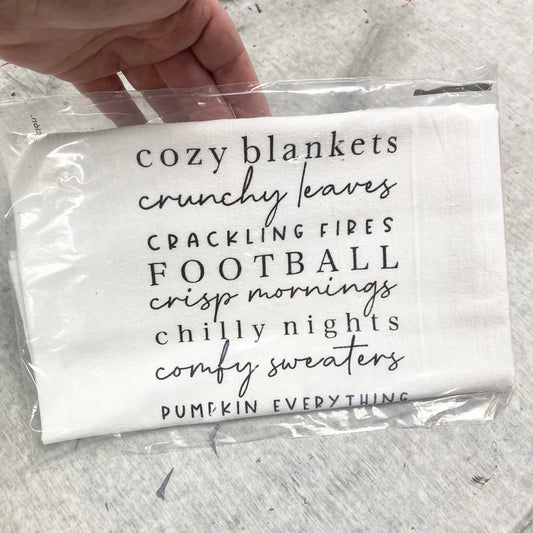 cozy blankets
crunchy leaves
CRACKLING FIRES
FOOTBALL
crisp mornings
chilly nights
comfy sweaters
PUMPKIN EVERYTHING